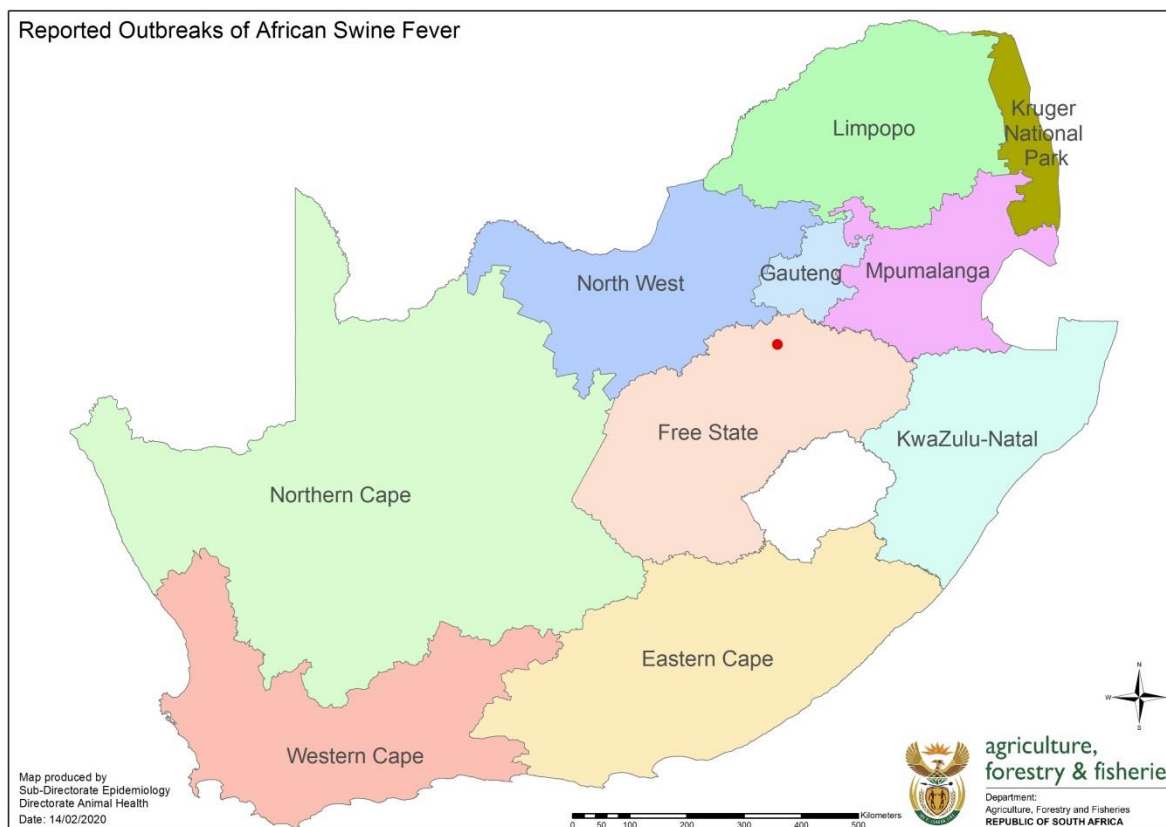 Reported Outbreaks of African Swine Fever
Limpopo
Kruger
National
Park
North West
Gauteng
Mpumalanga
Free State
KwaZulu-Natal
Northern Cape
Eastern Cape
Western Cape
N
W
S
Map produced by
Sub-Directorate Epidemiology
Directorate Animal Health
Date: 14/02/2020
Kilometers
0 50 100 200 300 400 500
agriculture,
forestry & fisherie
Department:
Agriculture, Forestry and Fisheries
REPUBLIC OF SOUTH AFRICA